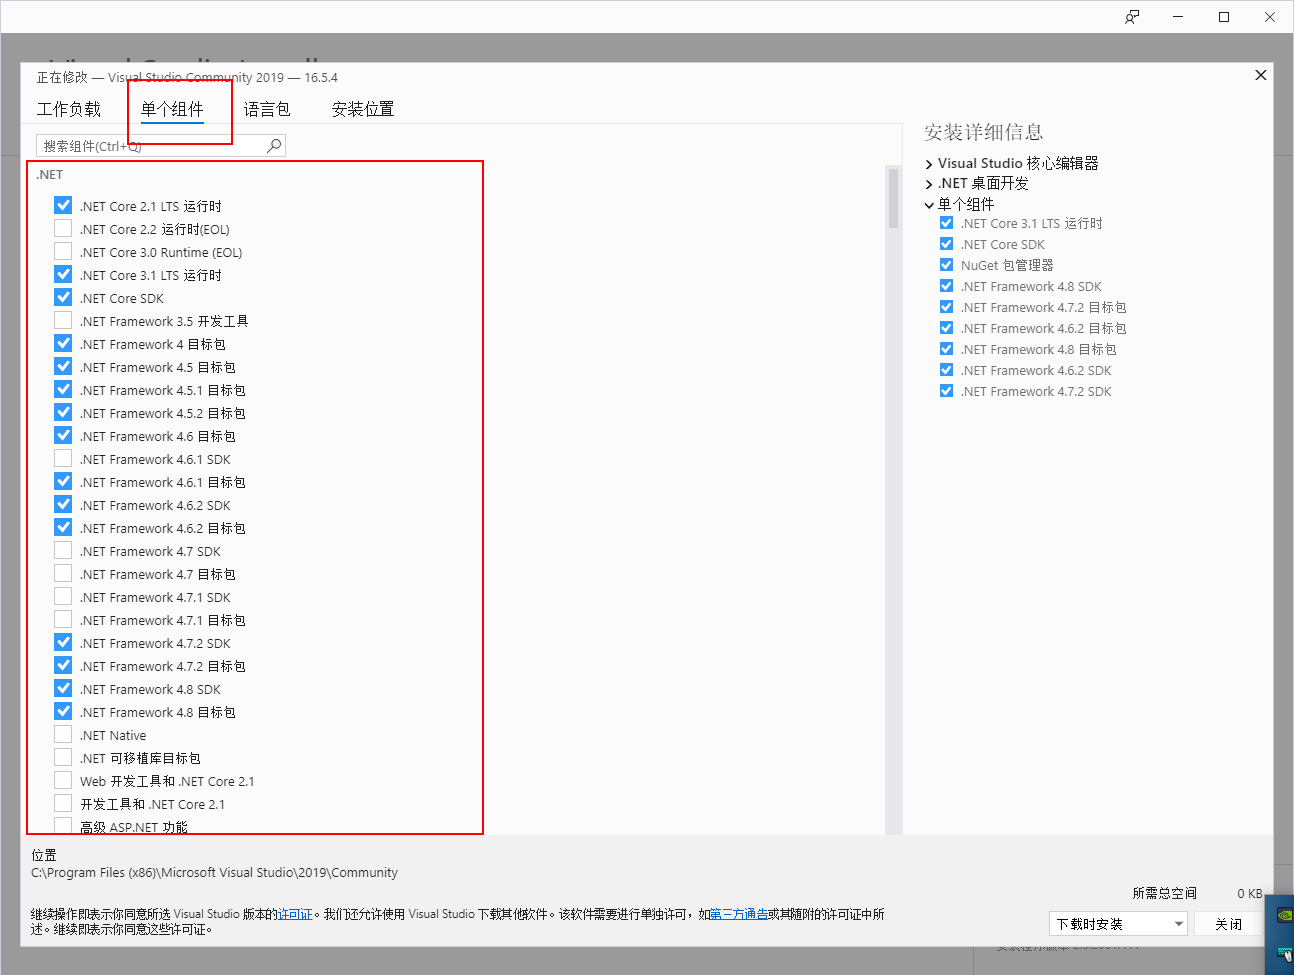 正在修改 — Visual Studio Community 2019 — 16.5.4
工作负载 单个组件 语言包 安装位置
搜索组件(Ctrl+Q)
.NET
.NET Core 2.1 LTS 运行时
.NET Core 2.2 运行时(EOL)
.NET Core 3.0 Runtime (EOL)
.NET Core 3.1 LTS 运行时
.NET Core SDK
.NET Framework 3.5 开发工具
.NET Framework 4 目标包
.NET Framework 4.5 目标包
.NET Framework 4.5.1 目标包
.NET Framework 4.5.2 目标包
.NET Framework 4.6 目标包
.NET Framework 4.6.1 SDK
.NET Framework 4.6.1 目标包
.NET Framework 4.6.2 SDK
.NET Framework 4.6.2 目标包
.NET Framework 4.7 SDK
.NET Framework 4.7 目标包
.NET Framework 4.7.1 SDK
.NET Framework 4.7.1 目标包
.NET Framework 4.7.2 SDK
.NET Framework 4.7.2 目标包
.NET Framework 4.8 SDK
.NET Framework 4.8 目标包
.NET Native
.NET 可移植库目标包
Web 开发工具和 .NET Core 2.1
开发工具和 .NET Core 2.1
高级 ASP.NET 功能
安装详细信息
Visual Studio 核心编辑器
.NET 桌面开发
单个组件
.NET Core 3.1 LTS 运行时
.NET Core SDK
NuGet 包管理器
.NET Framework 4.8 SDK
.NET Framework 4.7.2 目标包
.NET Framework 4.6.2 目标包
.NET Framework 4.8 目标包
.NET Framework 4.6.2 SDK
.NET Framework 4.7.2 SDK
位置
C:\Program Files (x86)\Microsoft Visual Studio\2019\Community
所需总空间 0 KB
继续操作即表示你同意所选 Visual Studio 版本的许可证。我们还允许使用 Visual Studio 下载其他软件。该软件需要进行单独许可，如第三方通告或其随附的许可证中所
述。继续即表示你同意这些许可证。
下载时安装 关闭